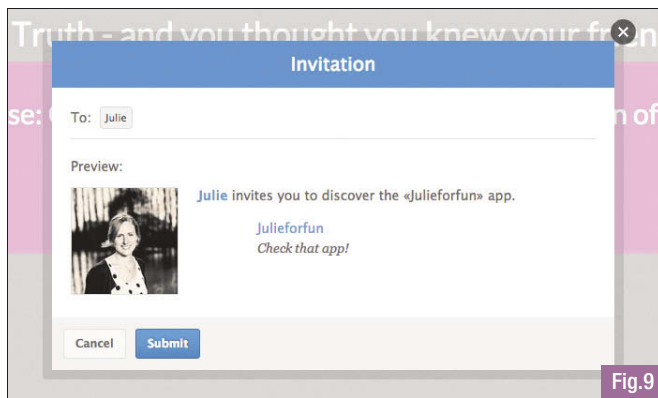 Truth - and you thought you knew your
Invitation
se:
n of
To: Julie
Preview:
Julie invites you to discover the «Julieforfun» app.
Julieforfun
Check that app!
Cancel
Submit
Fig.9